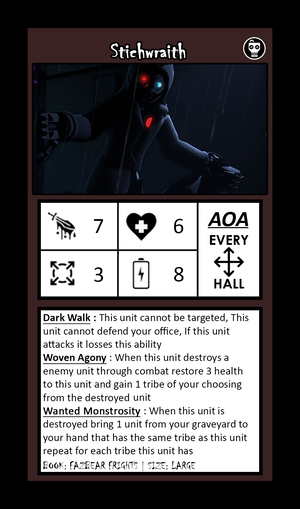 Stichwraith
7
6
AOA
EVERY
HALL
3
8
Dark Walk : This unit cannot be targeted, This
unit cannot defend your office, If this unit
attacks it losses this ability
Woven Agony : When this unit destroys a
enemy unit through combat restore 3 health
to this unit and gain 1 tribe of your choosing
from the destroyed unit
Wanted Monstrosity : When this unit is
destroyed bring 1 unit from your graveyard to
your hand that has the same tribe as this unit
repeat for each tribe this unit has
BOOK: FAZBEAR FRIGHTS | SIZE: LARGE